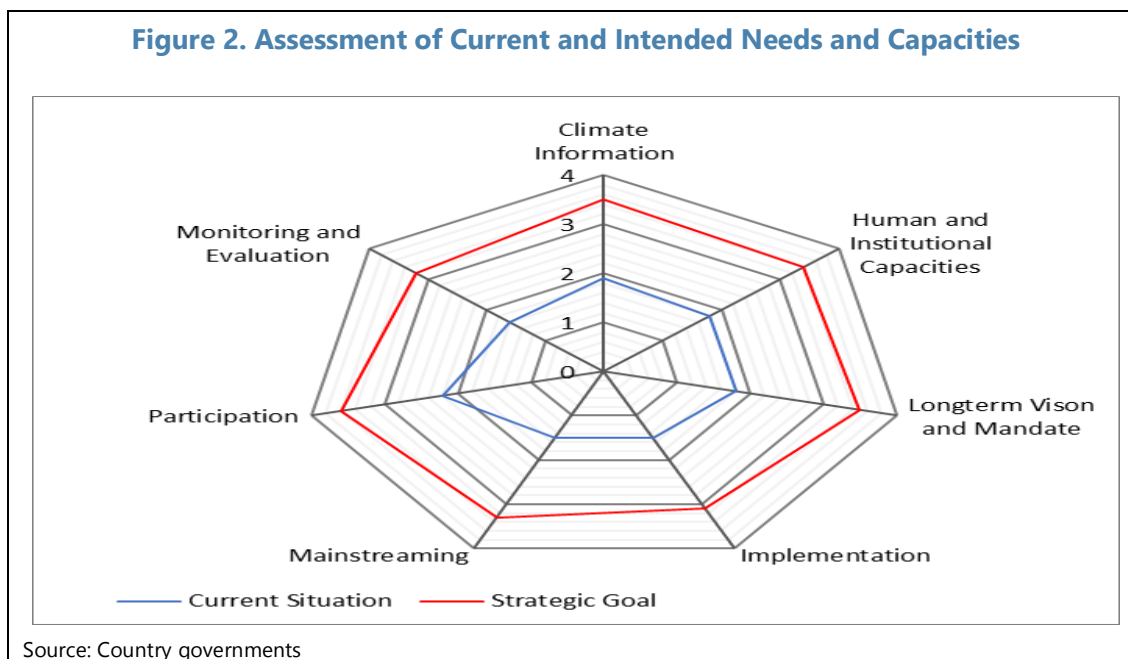 Figure 2. Assessment of Current and Intended Needs and Capacities
Climate
Information
4
3
2
1
0
Human and
Institutional
Capacities
Longterm Vison
and Mandate
Implementation
Mainstreaming
Participation
Monitoring and
Evaluation
Current Situation
Strategic Goal
Source: Country governments